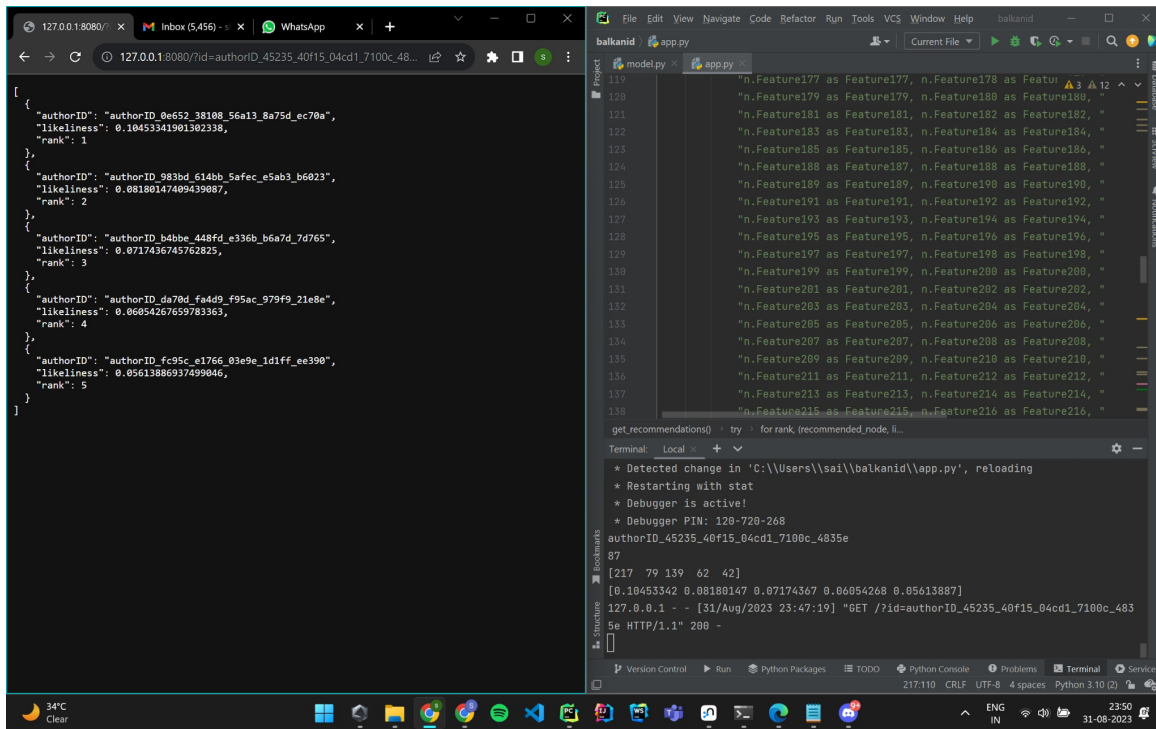 127.0.0.1:8080/?
Inbox (5,456) - s
WhatsApp
127.0.0.1:8080/?id=authorID_45235_40f15_04cd1_7100c_48...
s
[
{
"authorID": "authorID_0e652_38108_56a13_8a75d_ec70a",
"likeliness": 0.10453341901302338,
"rank": 1
},
{
"authorID": "authorID_983bd_614bb_5afec_e5ab3_b6023",
"likeliness": 0.08180147409439087,
"rank": 2
},
{
"authorID": "authorID_b4bbe_448fd_e336b_b6a7d_7d765",
"likeliness": 0.0717436745762825,
"rank": 3
},
{
"authorID": "authorID_da70d_fa4d9_f95ac_979f9_21e8e",
"likeliness": 0.06054267659783363,
"rank": 4
},
{
"authorID": "authorID_fc95c_e1766_03e9e_1d1ff_ee390",
"likeliness": 0.05613886937499046,
"rank": 5
}
]
File Edit View Navigate Code Refactor Run Tools VCS Window Help balkanid
balkanid app.py Current File
model.py app.py
Project
3 12
119 "n.Feature177 as Feature177, n.Feature178 as Featur
120 "n.Feature179 as Feature179, n.Feature180 as Feature180, "
121 "n.Feature181 as Feature181, n.Feature182 as Feature182, "
122 "n.Feature183 as Feature183, n.Feature184 as Feature184, "
123 "n.Feature185 as Feature185, n.Feature186 as Feature186, "
124 "n.Feature188 as Feature187, n.Feature188 as Feature188, "
125 "n.Feature189 as Feature189, n.Feature190 as Feature190, "
126 "n.Feature191 as Feature191, n.Feature192 as Feature192, "
127 "n.Feature193 as Feature193, n.Feature194 as Feature194, "
128 "n.Feature195 as Feature195, n.Feature196 as Feature196, "
129 "n.Feature197 as Feature197, n.Feature198 as Feature198, "
130 "n.Feature199 as Feature199, n.Feature200 as Feature200, "
131 "n.Feature201 as Feature201, n.Feature202 as Feature202, "
132 "n.Feature203 as Feature203, n.Feature204 as Feature204, "
133 "n.Feature205 as Feature205, n.Feature206 as Feature206, "
134 "n.Feature207 as Feature207, n.Feature208 as Feature208, "
135 "n.Feature209 as Feature209, n.Feature210 as Feature210, "
136 "n.Feature211 as Feature211, n.Feature212 as Feature212, "
137 "n.Feature213 as Feature213, n.Feature214 as Feature214, "
138 "n.Feature215 as Feature215, n.Feature216 as Feature216, "
Notifications
get_recommendations() try for rank, (recommended_node, li...
Terminal: Local
* Detected change in 'C:\\Users\\sai\\balkanid\\app.py', reloading
* Restarting with stat
* Debugger is active!
* Debugger PIN: 120-720-268
authorID_45235_40f15_04cd1_7100c_4835e
87
[217 79 139 62 42]
[0.10453342 0.08180147 0.07174367 0.06054268 0.05613887]
127.0.0.1 - - [31/Aug/2023 23:47:19] "GET /?id=authorID_45235_40f15_04cd1_7100c_483
5e HTTP/1.1" 200 -
Bookmarks
Structure
Version Control Run Python Packages TODO Python Console Problems Terminal Service
217:110 CRLF UTF-8 4 spaces Python 3.10 (2)
34°C
Clear
ENG
IN
23:50
31-08-2023